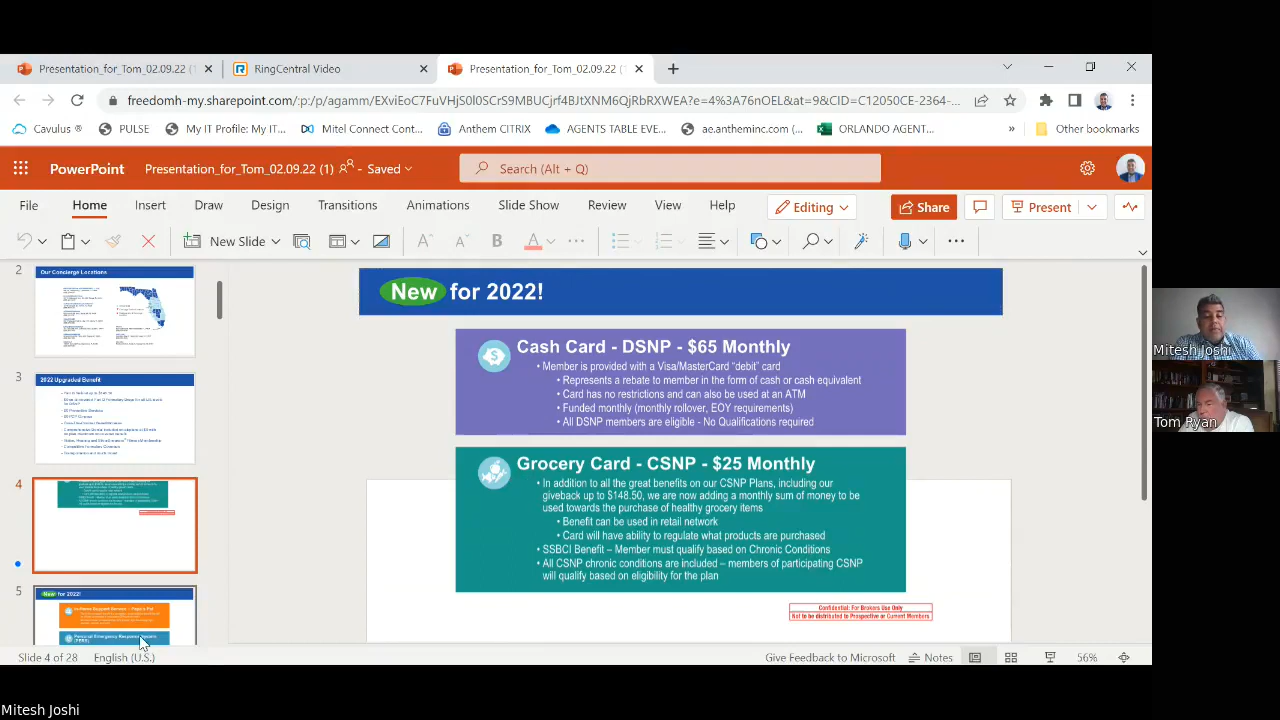 Presentation_for_Tom_02.09.22 (1
RingCentral Video
Presentation_for_Tom_02.09.22 (1
freedomh-my.sharepoint.com/:p:/p/agamm/EXviEoC7FuVHjS0l0SCrS9MBUCjrf4BJtXNM6QjRbRXWEA?e=4%3A76nOEL&at=9&CID=C12050CE-2364-...
Cavulus ®
PULSE
My IT Profile: My IT...
Mitel Connect Cont...
Anthem CITRIX
AGENTS TABLE EVE...
ae.antheminc.com (...
ORLANDO AGENT...
»
Other bookmarks
PowerPoint
Presentation_for_Tom_02.09.22 (1)
- Saved
Search (Alt + Q)
File
Home
Insert
Draw
Design
Transitions
Animations
Slide Show
Review
View
Help
Editing
Share
Present
New Slide
2
Our Concierge Locations
3
2022 Upgraded Benefit
4
5
New for 2022!
New for 2022!
Cash Card - DSNP - $65 Monthly
• Member is provided with a Visa/MasterCard "debit" card
• Represents a rebate to member in the form of cash or cash equivalent
• Card has no restrictions and can also be used at an ATM
• Funded monthly (monthly rollover, EOY requirements)
• All DSNP members are eligible - No Qualifications required
Grocery Card - CSNP - $25 Monthly
• In addition to all the great benefits on our CSNP Plans, including our
giveback up to $148.50, we are now adding a monthly sum of money to be
used towards the purchase of healthy grocery items
• Benefit can be used in retail network
• Card will have ability to regulate what products are purchased
• SSBCI Benefit – Member must qualify based on Chronic Conditions
• All CSNP chronic conditions are included – members of participating CSNP
will qualify based on eligibility for the plan
Confidential: For Brokers Use Only
Not to be distributed to Prospective or Current Members
Slide 4 of 28
English (U.S.)
Give Feedback to Microsoft
Notes
56%
Mitesh Joshi
Tom Ryan
Mitesh Joshi